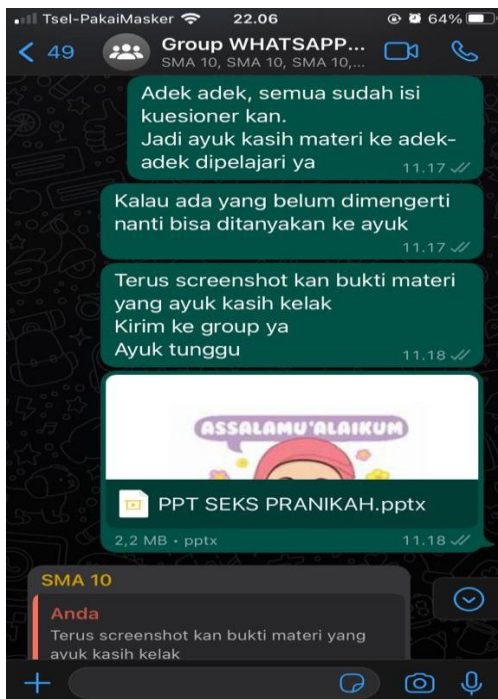 Tsel-PakaiMasker 22.06 64%
49 Group WHATSAPP...
SMA 10, SMA 10, SMA 10,...
Adek adek, semua sudah isi
kuesioner kan.
Jadi ayuk kasih materi ke adek-
adek dipelajari ya
11.17
Kalau ada yang belum dimengerti
nanti bisa ditanyakan ke ayuk
11.17
Terus screenshot kan bukti materi
yang ayuk kasih kelak
Kirim ke group ya
Ayuk tunggu
11.18
ASSALAMU'ALAIKUM
PPT SEKS PRANIKAH.pptx
2,2 MB • pptx 11.18
SMA 10
Anda
Terus screenshot kan bukti materi yang
ayuk kasih kelak